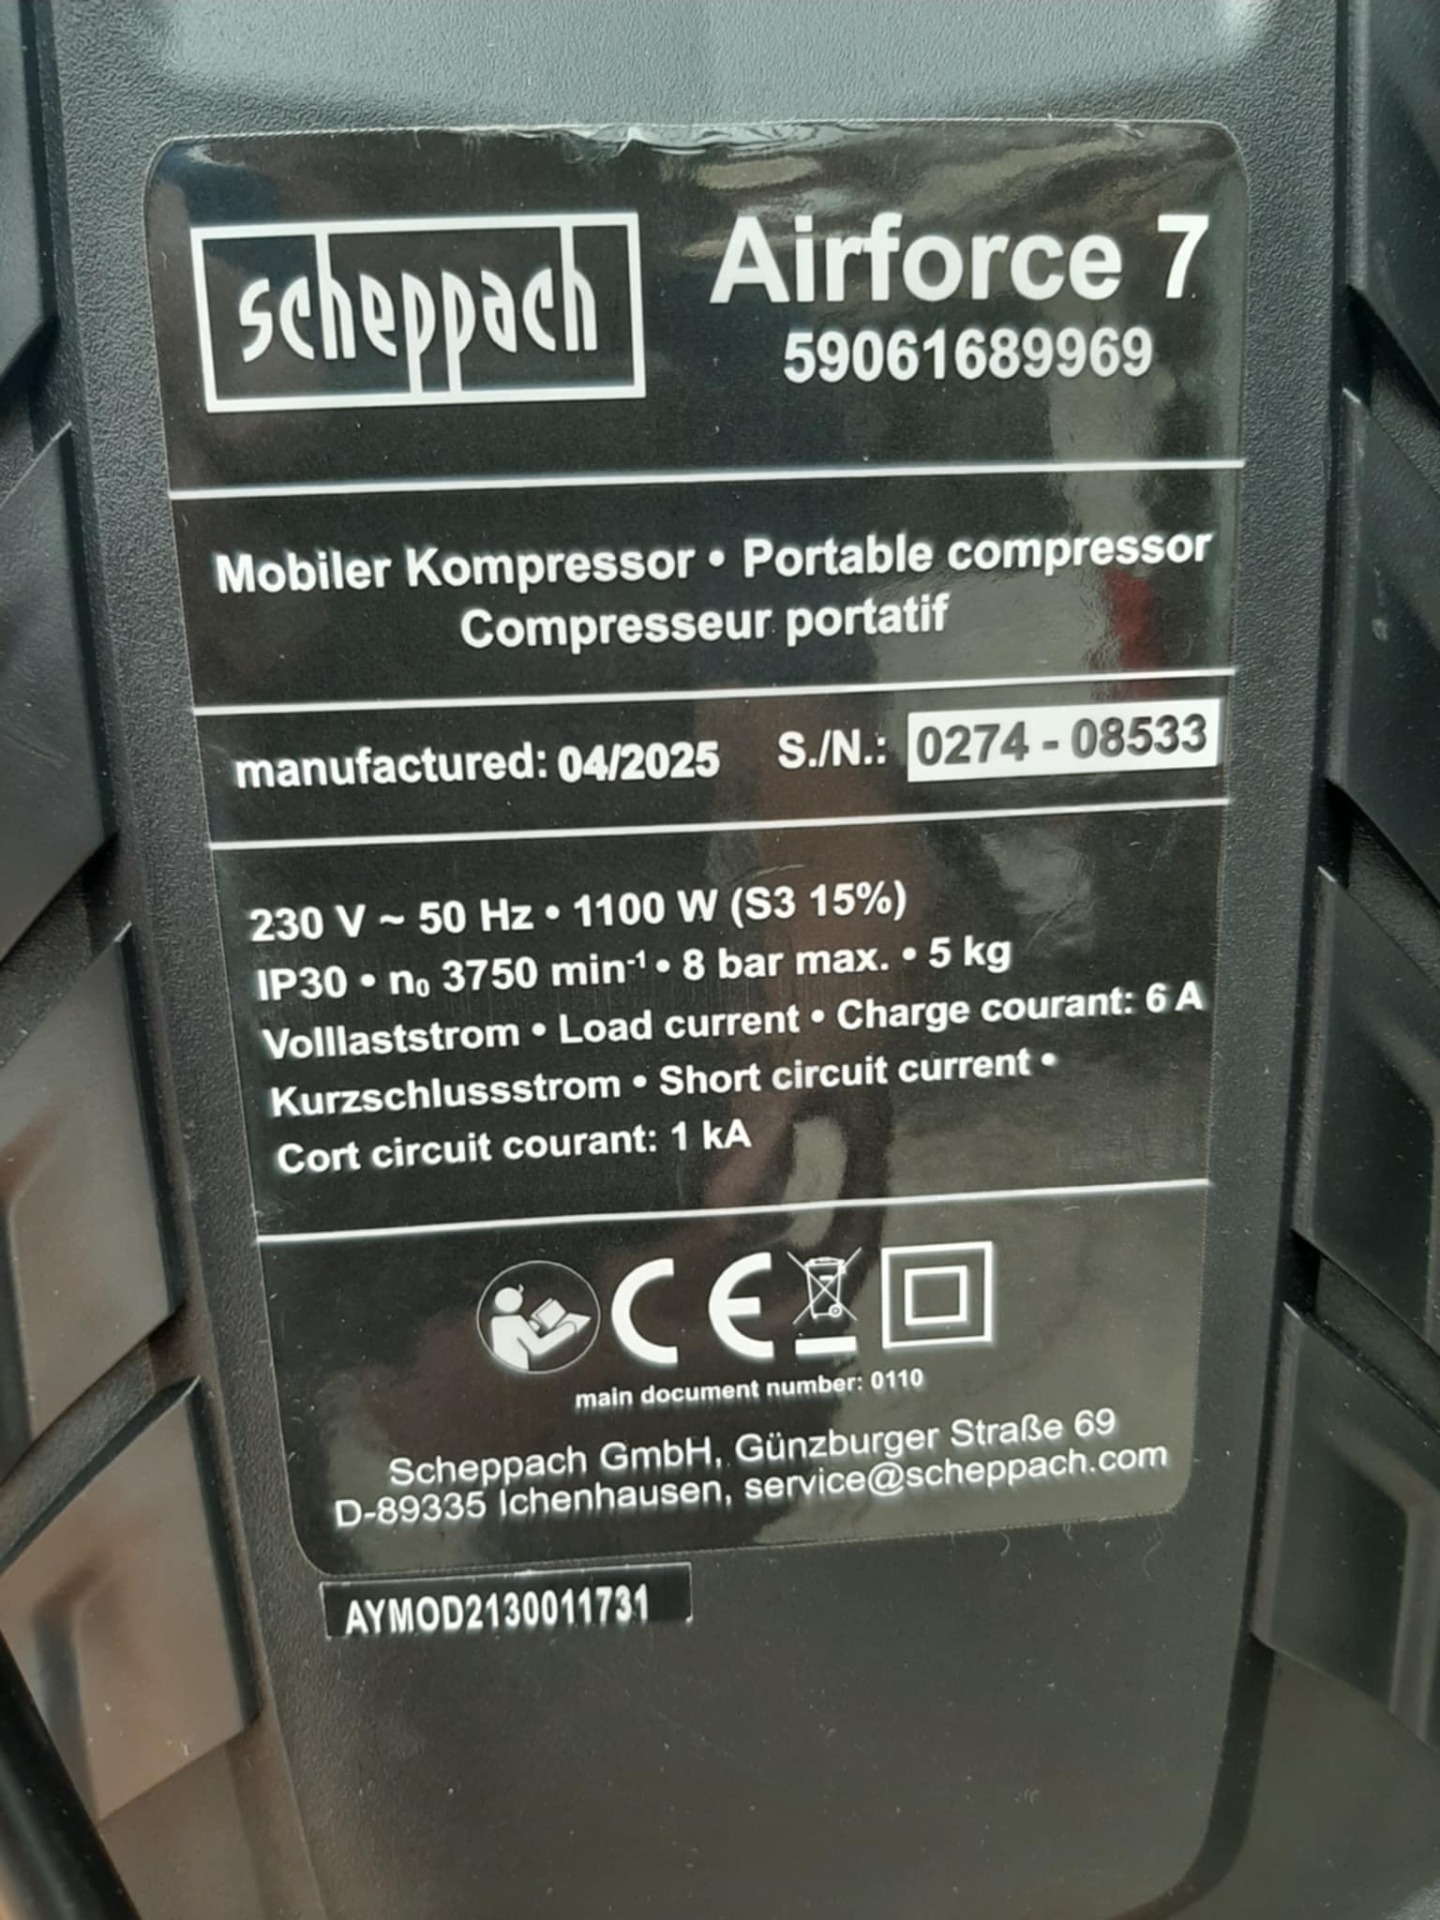 scheppach
Airforce 7
59061689969
Mobiler Kompressor • Portable compressor
Compresseur portatif
manufactured: 04/2025 S./N.: 0274 - 08533
230 V ~ 50 Hz • 1100 W (S3 15%)
IP30 • n₀ 3750 min⁻¹ • 8 bar max. • 5 kg
Volllaststrom • Load current • Charge courant: 6 A
Kurzschlussstrom • Short circuit current •
Cort circuit courant: 1 kA
CE
main document number: 0110
Scheppach GmbH, Günzburger Straße 69
D-89335 Ichenhausen, service@scheppach.com
AYMOD2130011731